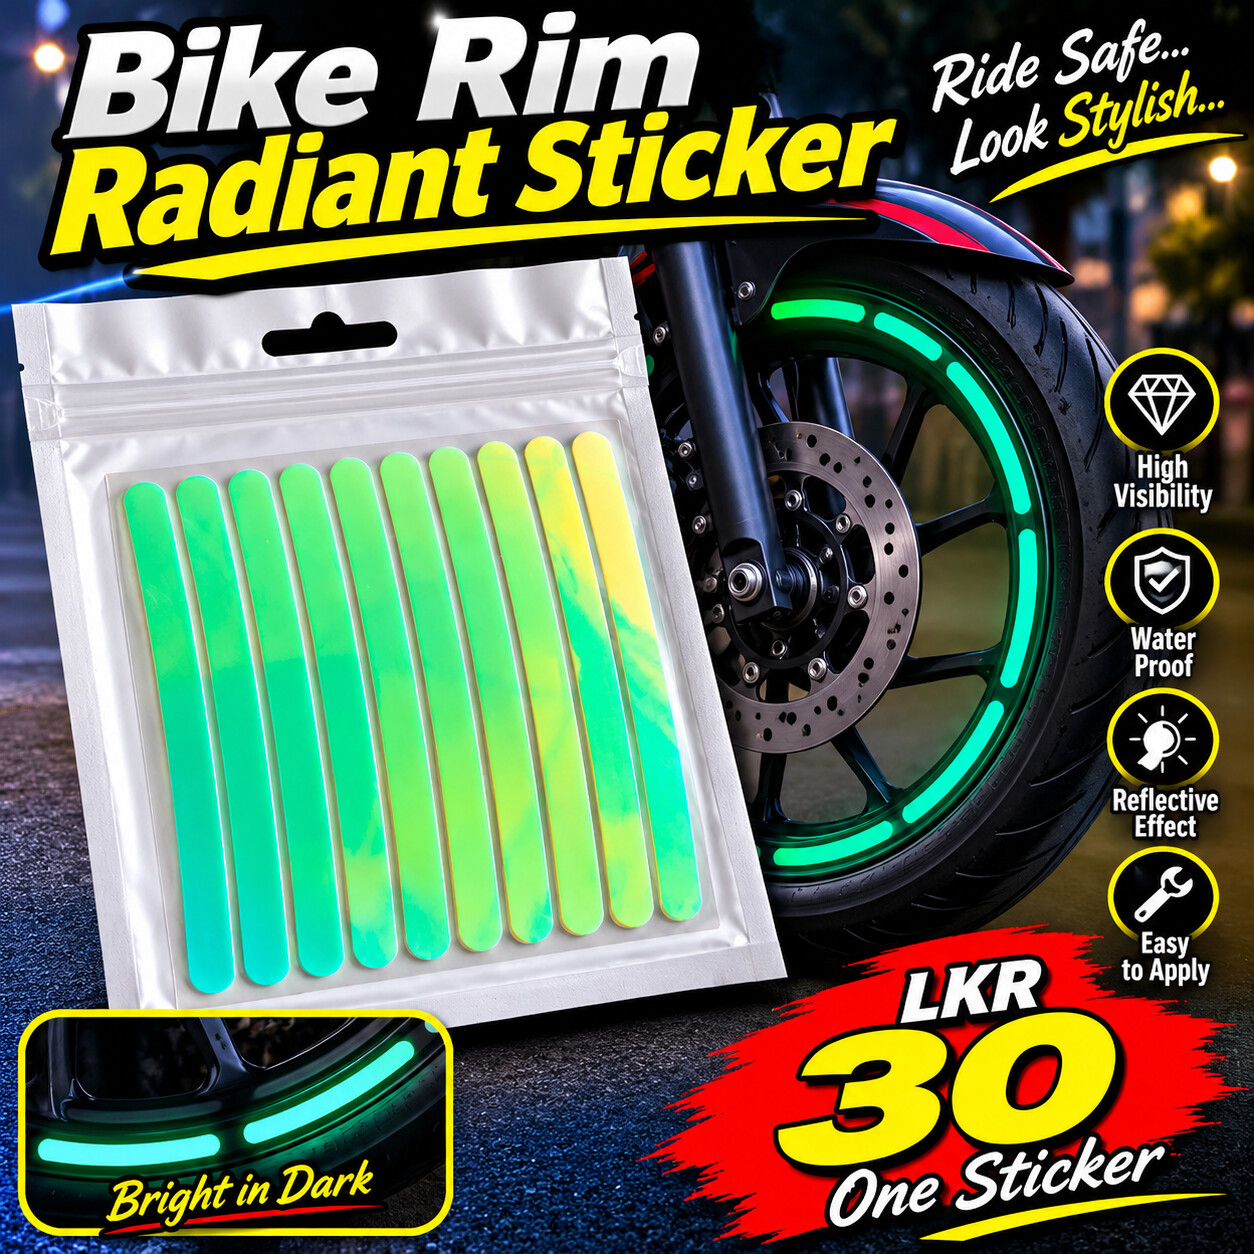 Bike Rim
Radiant Sticker
Ride Safe...
Look Stylish...
High
Visibility
Water
Proof
Reflective
Effect
Easy
to Apply
Bright in Dark
LKR
30
One Sticker